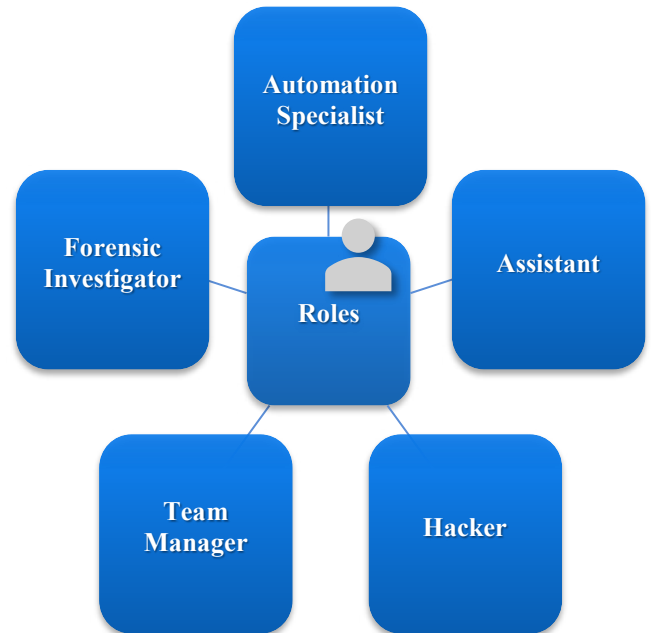 Automation
Specialist
Forensic
Investigator
Assistant
Roles
Team
Manager
Hacker